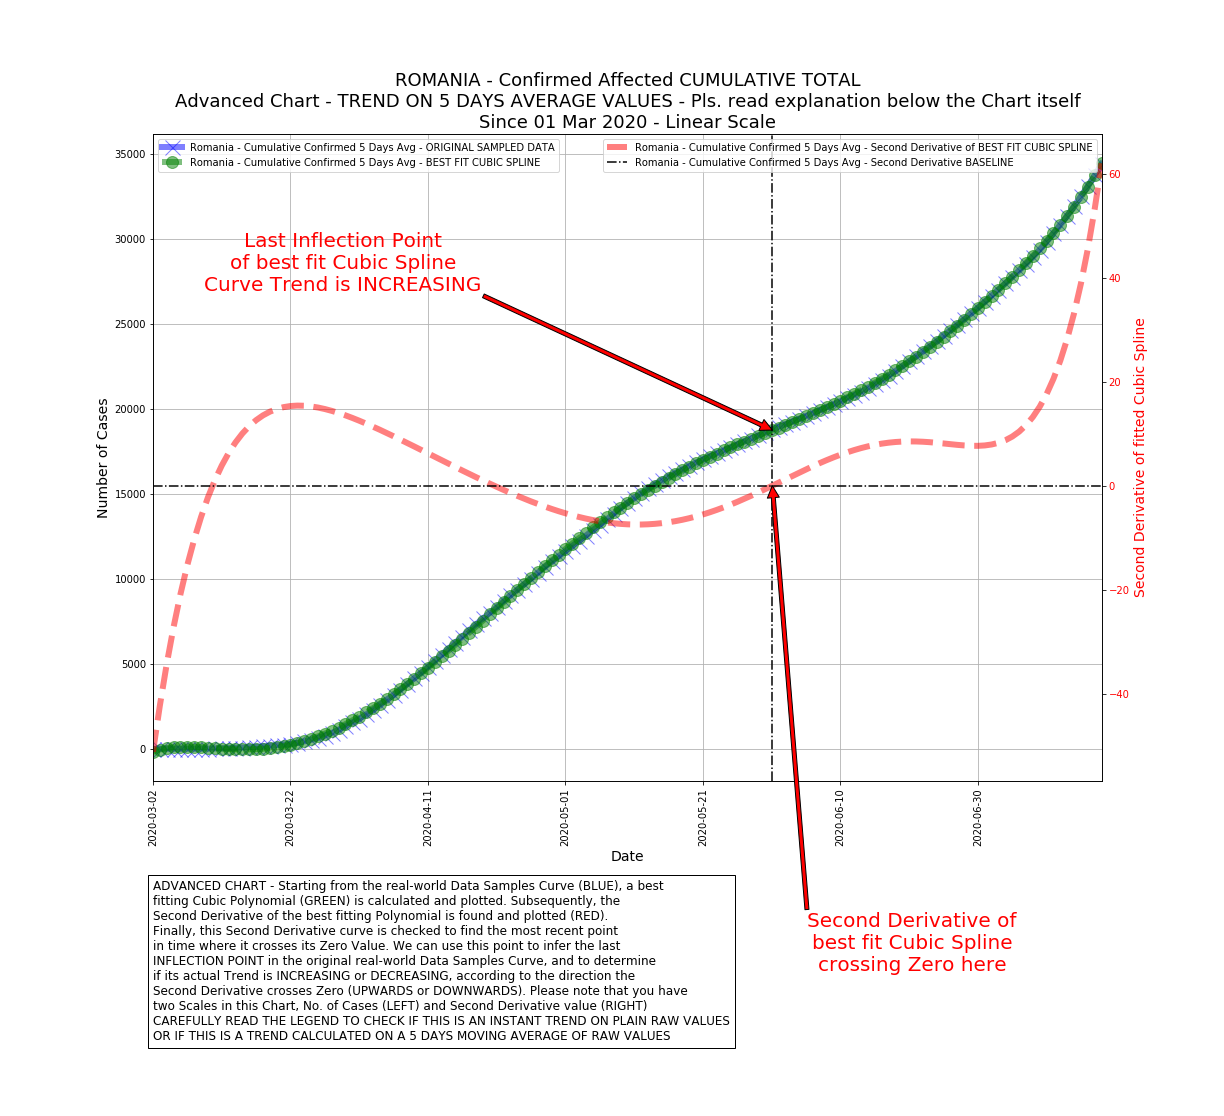 ROMANIA - Confirmed Affected CUMULATIVE TOTAL
Advanced Chart - TREND ON 5 DAYS AVERAGE VALUES - Pls. read explanation below the Chart itself
Since 01 Mar 2020 - Linear Scale
Romania - Cumulative Confirmed 5 Days Avg - ORIGINAL SAMPLED DATA
Romania - Cumulative Confirmed 5 Days Avg - BEST FIT CUBIC SPLINE
Romania - Cumulative Confirmed 5 Days Avg - Second Derivative of BEST FIT CUBIC SPLINE
Romania - Cumulative Confirmed 5 Days Avg - Second Derivative BASELINE
Last Inflection Point
of best fit Cubic Spline
Curve Trend is INCREASING
Number of Cases
35000
30000
25000
20000
15000
10000
5000
0
60
40
20
0
−20
−40
Second Derivative of fitted Cubic Spline
2020-03-02
2020-03-22
2020-04-11
2020-05-01
2020-05-21
2020-06-10
2020-06-30
Date
Second Derivative of
best fit Cubic Spline
crossing Zero here
ADVANCED CHART - Starting from the real-world Data Samples Curve (BLUE), a best
fitting Cubic Polynomial (GREEN) is calculated and plotted. Subsequently, the
Second Derivative of the best fitting Polynomial is found and plotted (RED).
Finally, this Second Derivative curve is checked to find the most recent point
in time where it crosses its Zero Value. We can use this point to infer the last
INFLECTION POINT in the original real-world Data Samples Curve, and to determine
if its actual Trend is INCREASING or DECREASING, according to the direction the
Second Derivative crosses Zero (UPWARDS or DOWNWARDS). Please note that you have
two Scales in this Chart, No. of Cases (LEFT) and Second Derivative value (RIGHT)
CAREFULLY READ THE LEGEND TO CHECK IF THIS IS AN INSTANT TREND ON PLAIN RAW VALUES
OR IF THIS IS A TREND CALCULATED ON A 5 DAYS MOVING AVERAGE OF RAW VALUES